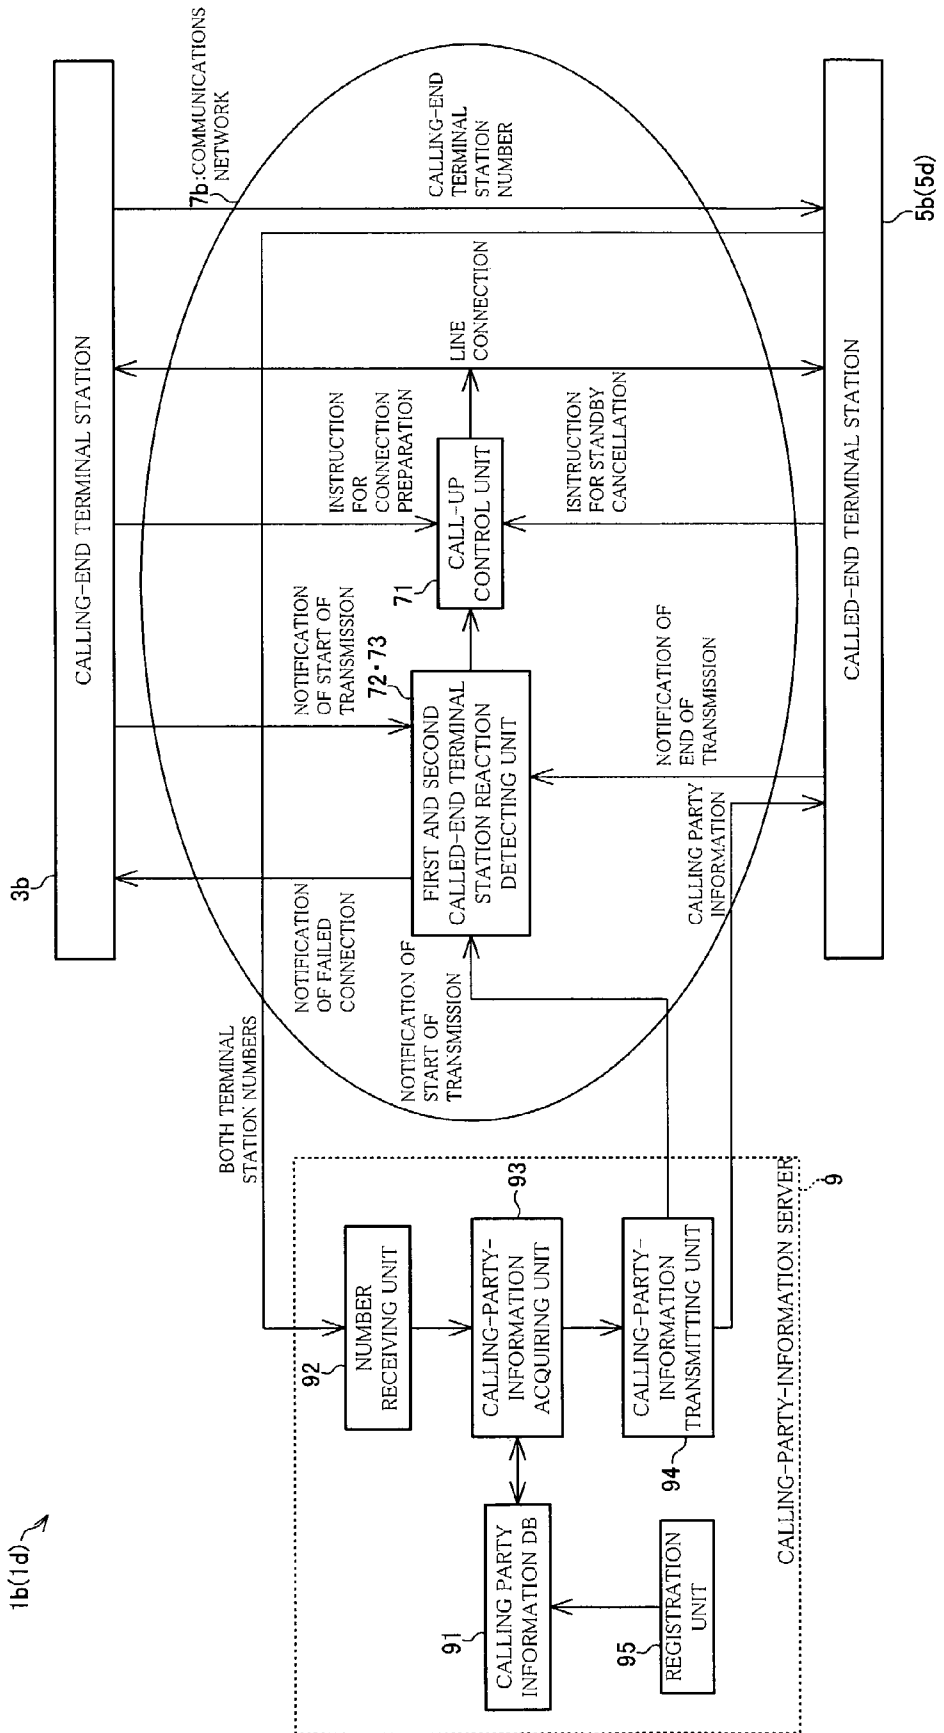 1b(1d)
3b
CALLING-END TERMINAL STATION
7b:COMMUNICATIONS
NETWORK
BOTH TERMINAL
STATION NUMBERS
NOTIFICATION
OF FAILED
CONNECTION
NOTIFICATION
OF START OF
TRANSMISSION
INSTRUCTION
FOR
CONNECTION
PREPARATION
LINE
CONNECTION
CALLING-END
TERMINAL
STATION
NUMBER
NOTIFICATION OF
START OF
TRANSMISSION
72·73
FIRST AND SECOND
CALLED-END TERMINAL
STATION REACTION
DETECTING UNIT
71
CALL-UP
CONTROL UNIT
CALLING PARTY
INFORMATION
NOTIFICATION OF
END OF
TRANSMISSION
ISNTRUCTION
FOR STANDBY
CANCELLATION
CALLED-END TERMINAL STATION
5b(5d)
92
NUMBER
RECEIVING UNIT
91
CALLING PARTY
INFORMATION DB
93
CALLING-PARTY-
INFORMATION
ACQUIRING UNIT
95
REGISTRATION
UNIT
94
CALLING-PARTY-
INFORMATION
TRANSMITTING UNIT
CALLING-PARTY-INFORMATION SERVER
9